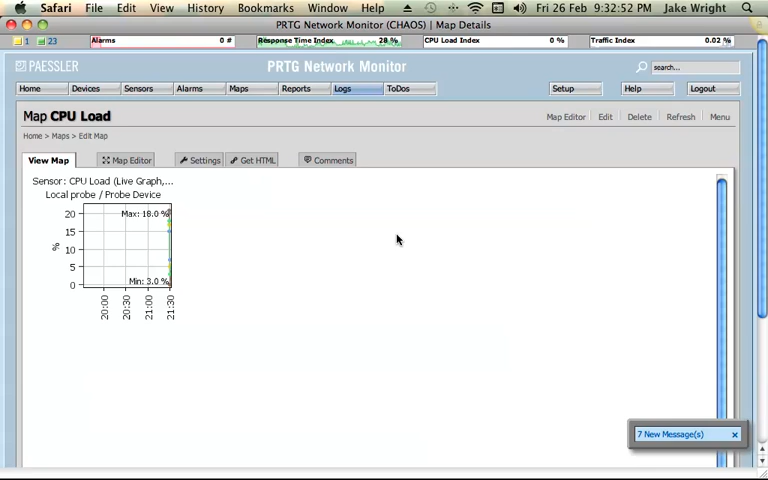 Safari File Edit View History Bookmarks Window Help Fri 26 Feb 9:32:52 PM Jake Wright
PRTG Network Monitor (CHAOS) | Map Details
1 23 Alarms 0 # Response Time Index 28 % CPU Load Index 0 % Traffic Index 0.02 %
PAESSLER PRTG Network Monitor search...
Home Devices Sensors Alarms Maps Reports Logs ToDos Setup Help Logout
Map CPU Load Map Editor Edit Delete Refresh Menu
Home > Maps > Edit Map
View Map Map Editor Settings Get HTML Comments
Sensor: CPU Load (Live Graph,...
Local probe / Probe Device
20 Max: 18.0 %
15
% 10
5
0 Min: 3.0 %
20:00 20:30 21:00 21:30
7 New Message(s) x